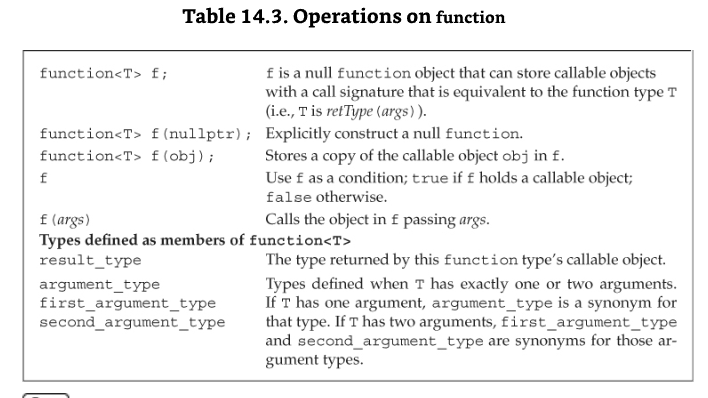 Table 14.3. Operations on function
function<T> f; f is a null function object that can store callable objects
with a call signature that is equivalent to the function type T
(i.e., T is retType(args)).
function<T> f(nullptr); Explicitly construct a null function.
function<T> f(obj); Stores a copy of the callable object obj in f.
f Use f as a condition; true if f holds a callable object;
false otherwise.
f(args) Calls the object in f passing args.
Types defined as members of function<T>
result_type The type returned by this function type's callable object.
argument_type Types defined when T has exactly one or two arguments.
first_argument_type If T has one argument, argument_type is a synonym for
second_argument_type that type. If T has two arguments, first_argument_type
and second_argument_type are synonyms for those ar-
gument types.